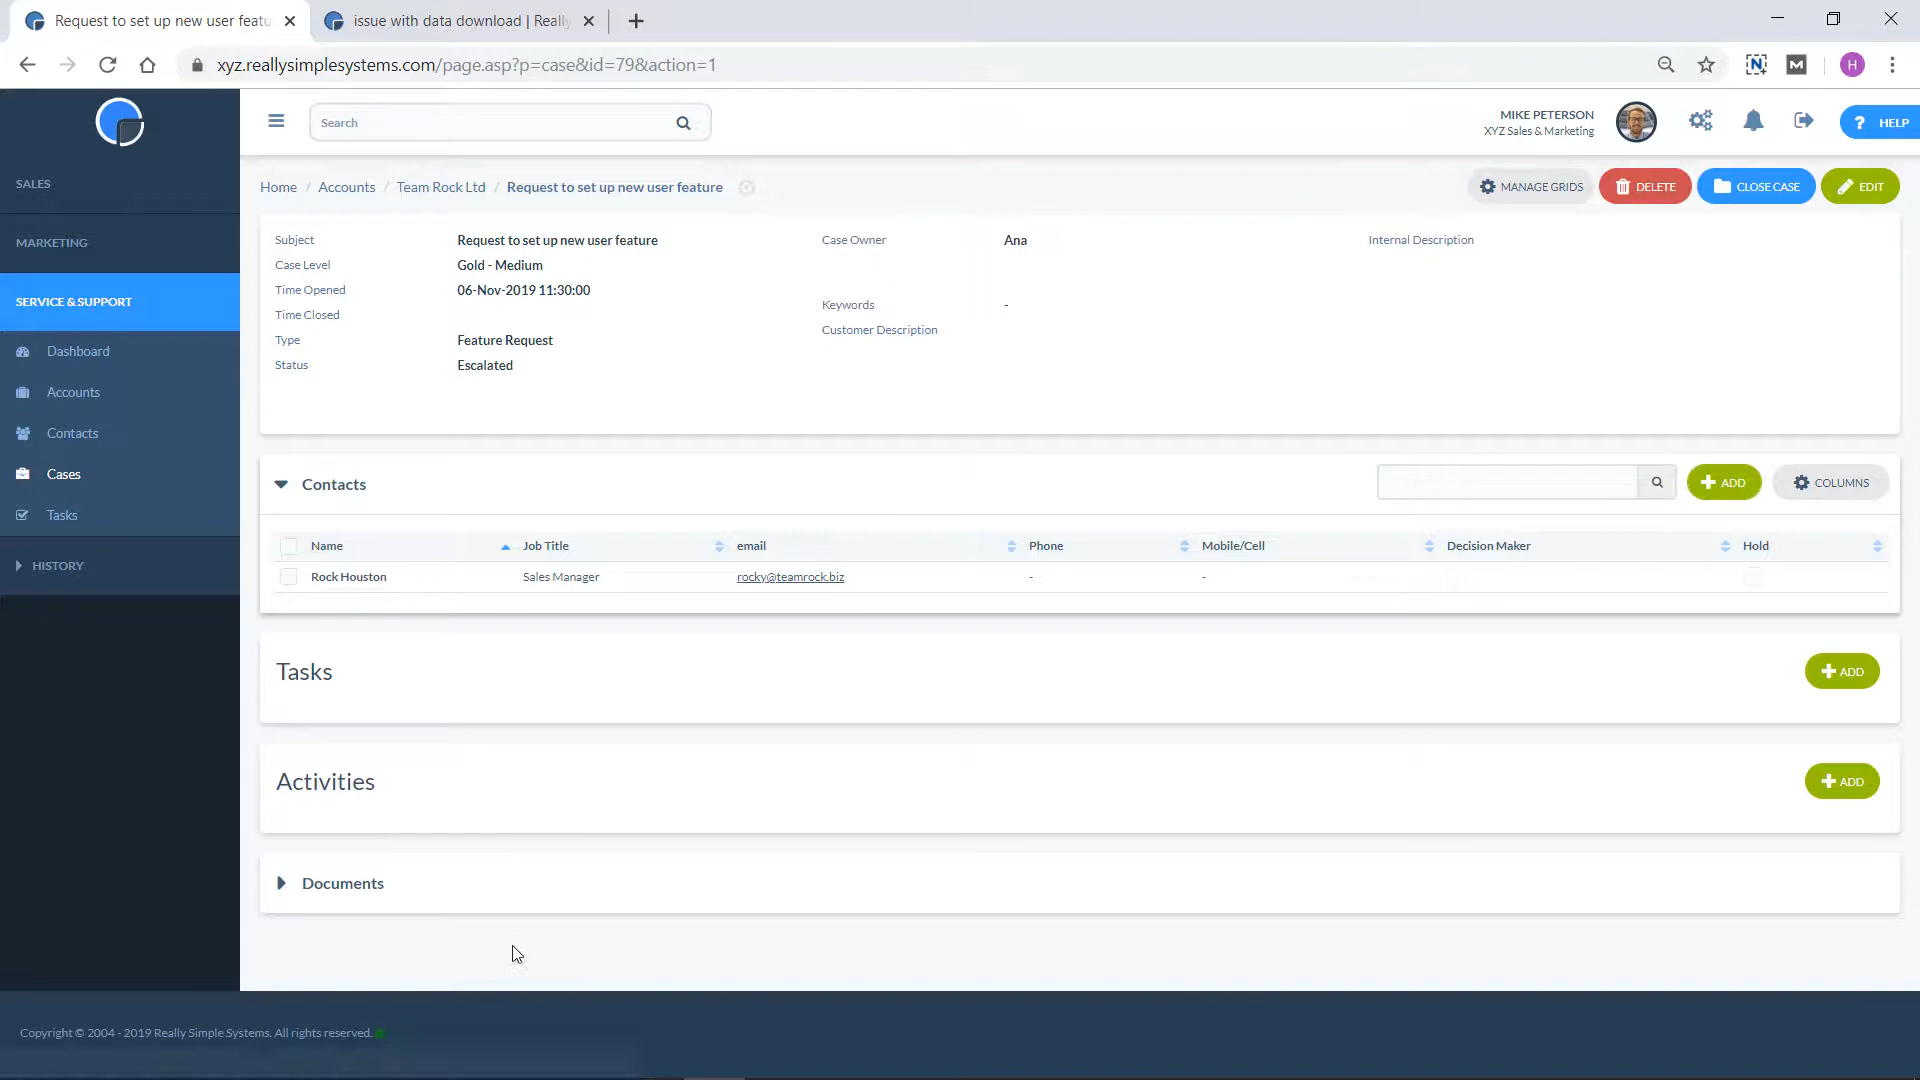 Request to set up new user featu
issue with data download | Really
xyz.reallysimplesystems.com/page.asp?p=case&id=79&action=1
N
M
H
Search
MIKE PETERSON
XYZ Sales & Marketing
? HELP
SALES
MARKETING
SERVICE & SUPPORT
Dashboard
Accounts
Contacts
Cases
Tasks
HISTORY
Home / Accounts / Team Rock Ltd / Request to set up new user feature
MANAGE GRIDS
DELETE
CLOSE CASE
EDIT
Subject Request to set up new user feature
Case Level Gold - Medium
Time Opened 06-Nov-2019 11:30:00
Time Closed
Type Feature Request
Status Escalated
Case Owner Ana
Keywords -
Customer Description
Internal Description
Contacts
ADD
COLUMNS
Name Job Title email Phone Mobile/Cell Decision Maker Hold
Rock Houston Sales Manager rocky@teamrock.biz - -
Tasks
ADD
Activities
ADD
Documents
Copyright © 2004 - 2019 Really Simple Systems. All rights reserved.